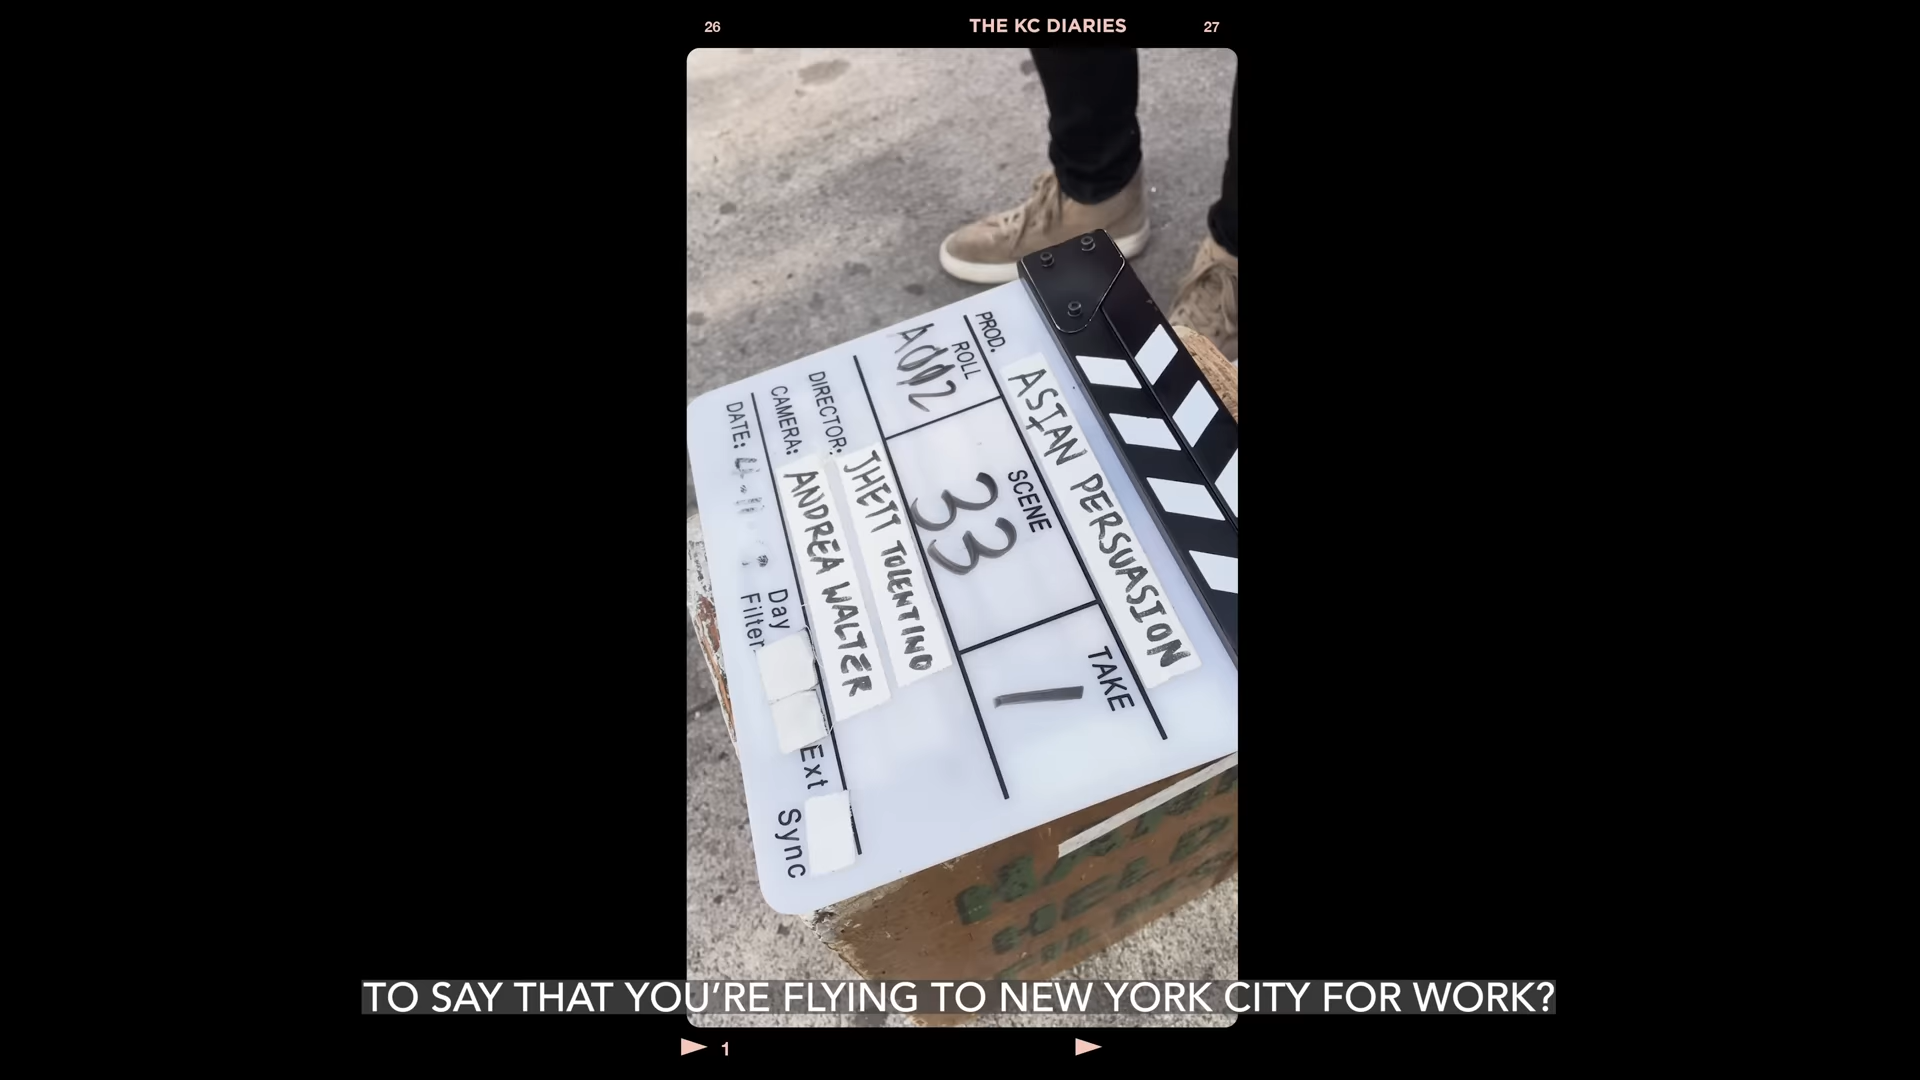 26
THE KC DIARIES
27
PROD.
ASIAN PERSUASION
ROLL
SCENE
33
TAKE
1
DIRECTOR:
JHETT TOLENTINO
CAMERA:
ANDREA WALTER
DATE:
Day
Ext
Filter
Sync
TO SAY THAT YOU'RE FLYING TO NEW YORK CITY FOR WORK?
1